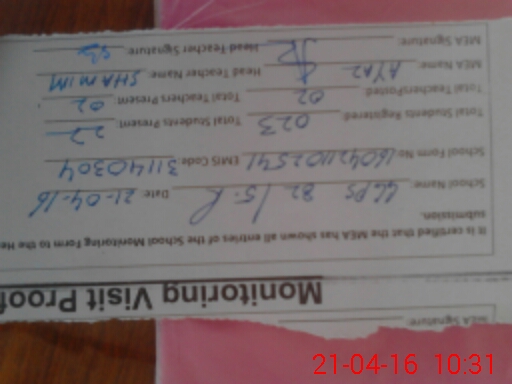 MEA Signature:
Monitoring Visit Proof
It is certified that the MEA has shown all entries of the School Monitoring Form to the He
submission.
School Name: GGPS 82/5-R Date: 21-04-16
School Form No: EMIS Code: 31140304
Total Students Registered: 023 Total Students Present: 22
Total Teachers Posted: 02 Total Teachers Present: 02
MEA Name: AYAZ Head Teacher Name: SHAMIM
MEA Signature: Head Teacher Signature:
21-04-16 10:31